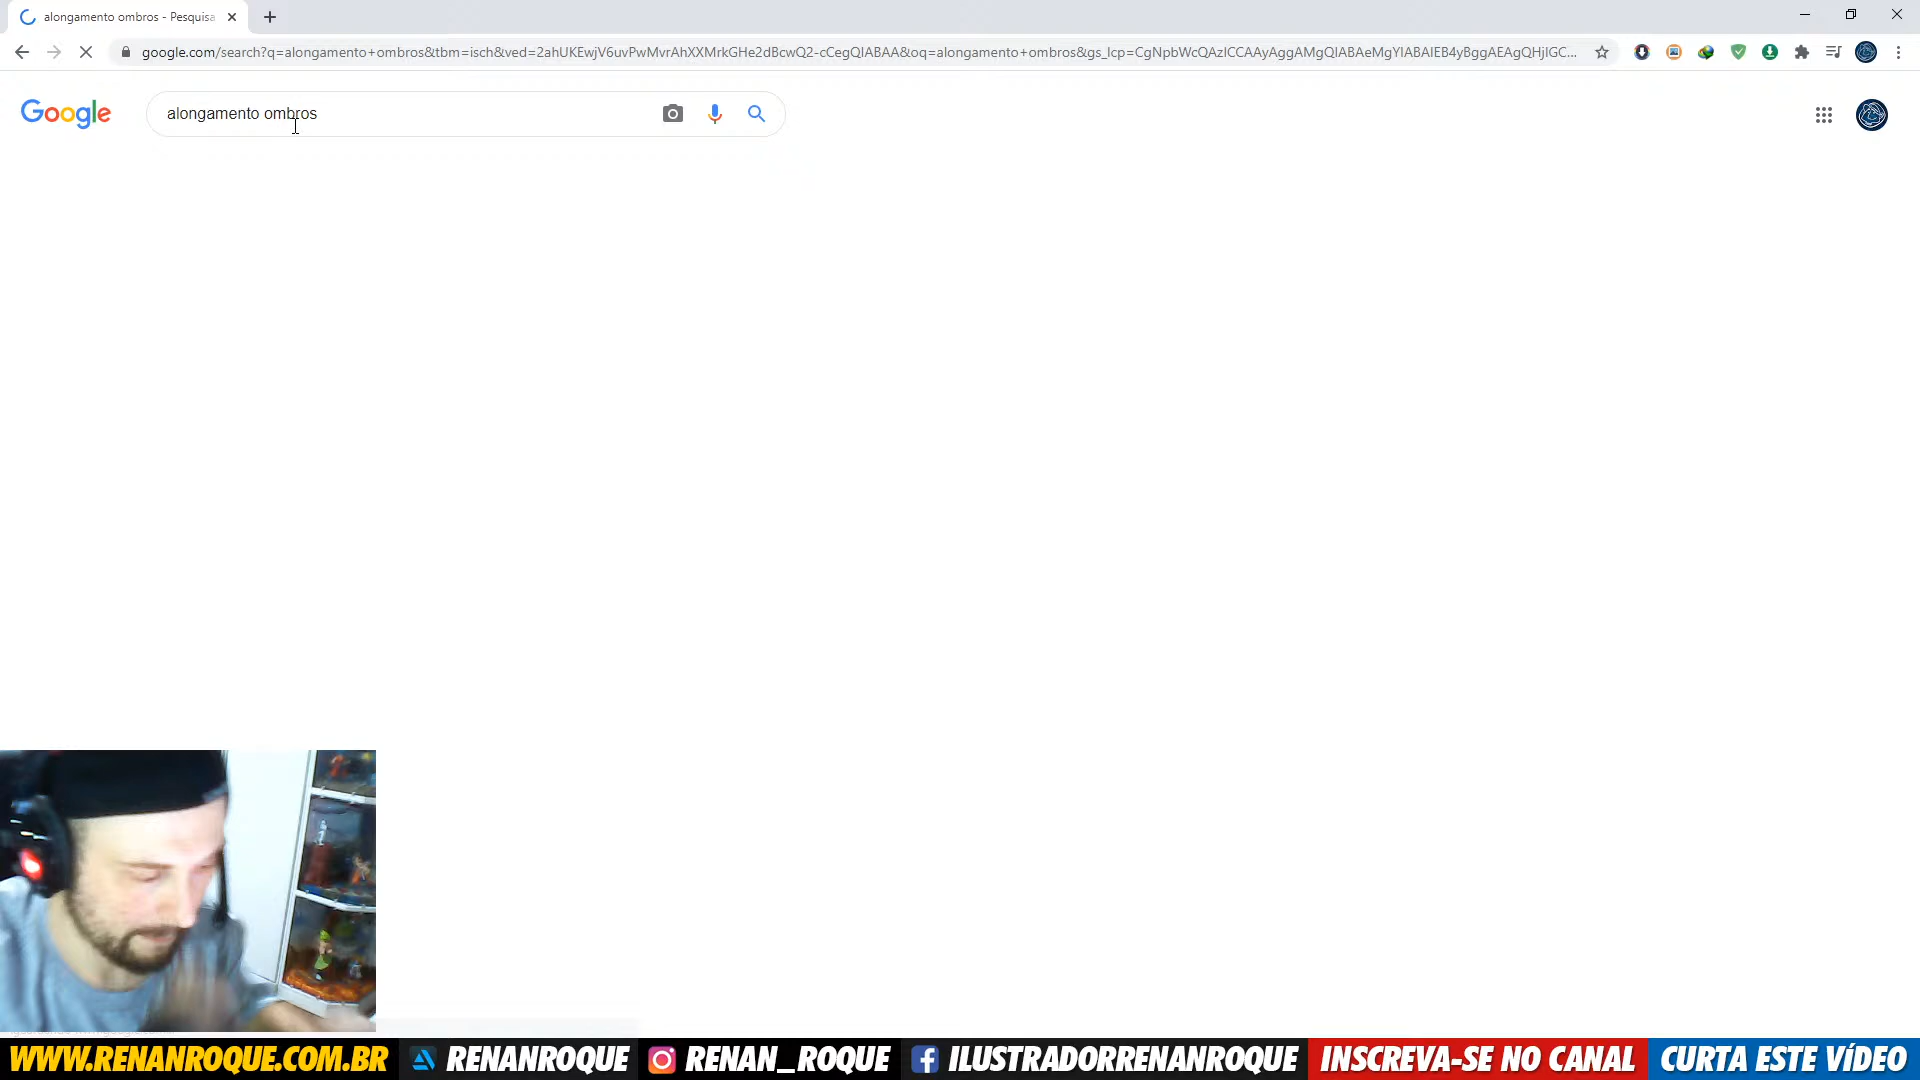 alongamento ombros - Pesquisa
google.com/search?q=alongamento+ombros&tbm=isch&ved=2ahUKEwjV6uvPwMvrAhXXMrkGHe2dBcwQ2-cCegQIABAA&oq=alongamento+ombros&gs_lcp=CgNpbWcQAzICCAAyAggAMgQIABAeMgYIABAIEB4yBggAEAgQHjIGC...
Google
alongamento ombros
WWW.RENANROQUE.COM.BR RENANROQUE RENAN_ROQUE ILUSTRADORRENANROQUE INSCREVA-SE NO CANAL CURTA ESTE VÍDEO